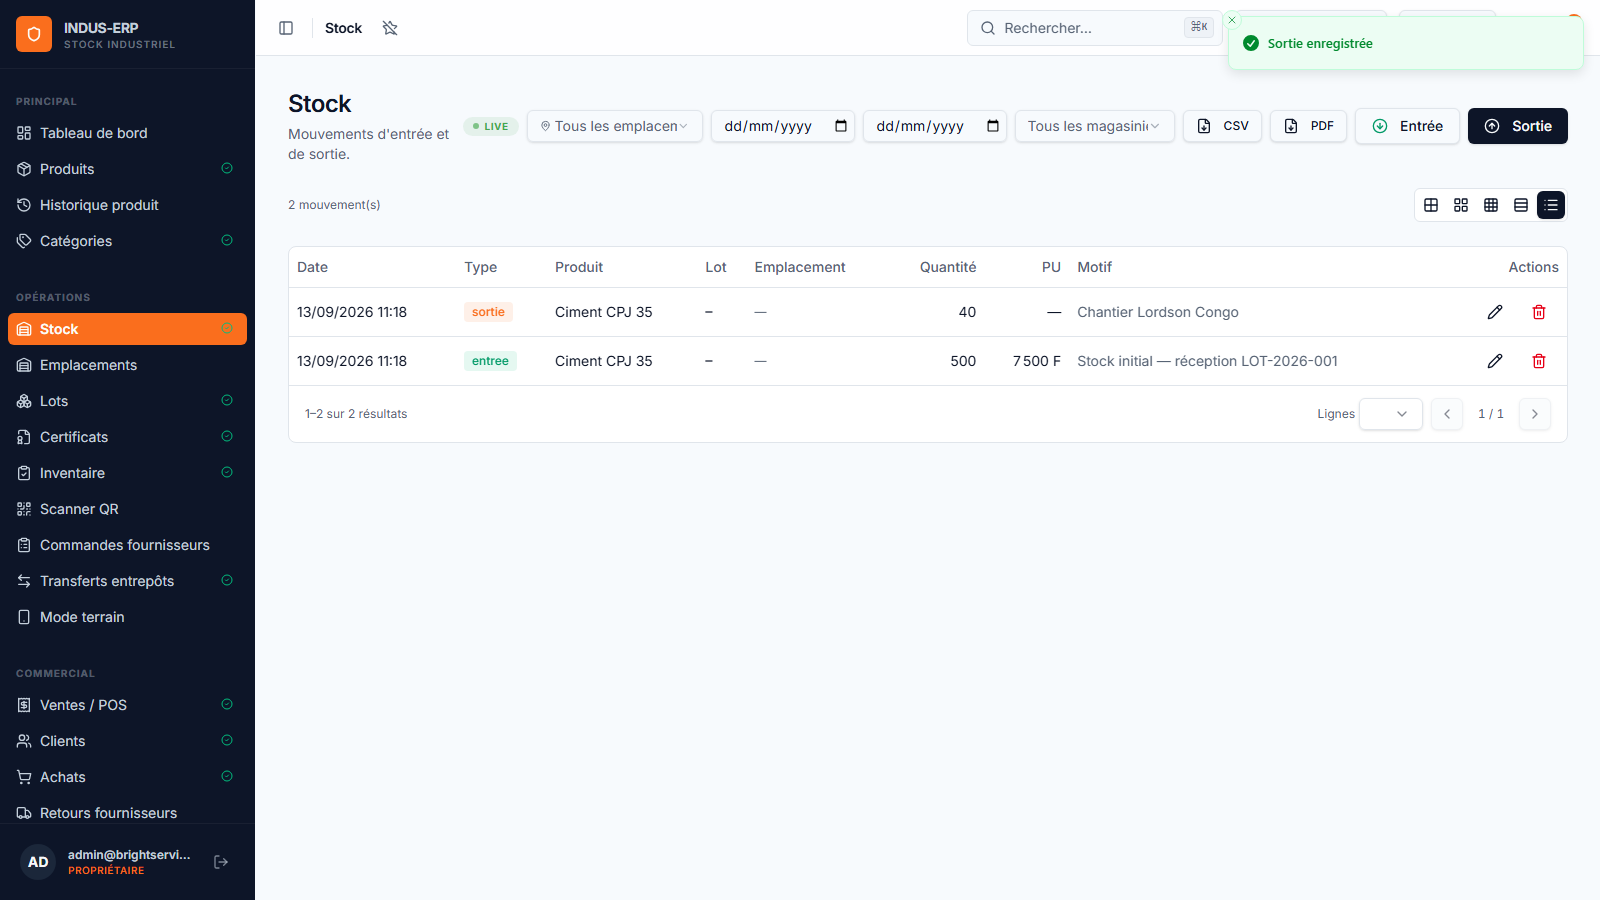 INDUS-ERP
STOCK INDUSTRIEL
PRINCIPAL
Tableau de bord
Produits
Historique produit
Catégories
OPÉRATIONS
Stock
Emplacements
Lots
Certificats
Inventaire
Scanner QR
Commandes fournisseurs
Transferts entrepôts
Mode terrain
COMMERCIAL
Ventes / POS
Clients
Achats
Retours fournisseurs
AD
admin@brightservi...
PROPRIÉTAIRE
Stock
Rechercher...
⌘K
Sortie enregistrée
Stock
Mouvements d'entrée et
de sortie.
LIVE
Tous les emplacem
dd/mm/yyyy
dd/mm/yyyy
Tous les magasini
CSV
PDF
Entrée
Sortie
2 mouvement(s)
Date Type Produit Lot Emplacement Quantité PU Motif Actions
13/09/2026 11:18 sortie Ciment CPJ 35 – — 40 — Chantier Lordson Congo
13/09/2026 11:18 entree Ciment CPJ 35 – — 500 7 500 F Stock initial — réception LOT-2026-001
1–2 sur 2 résultats
Lignes
1 / 1